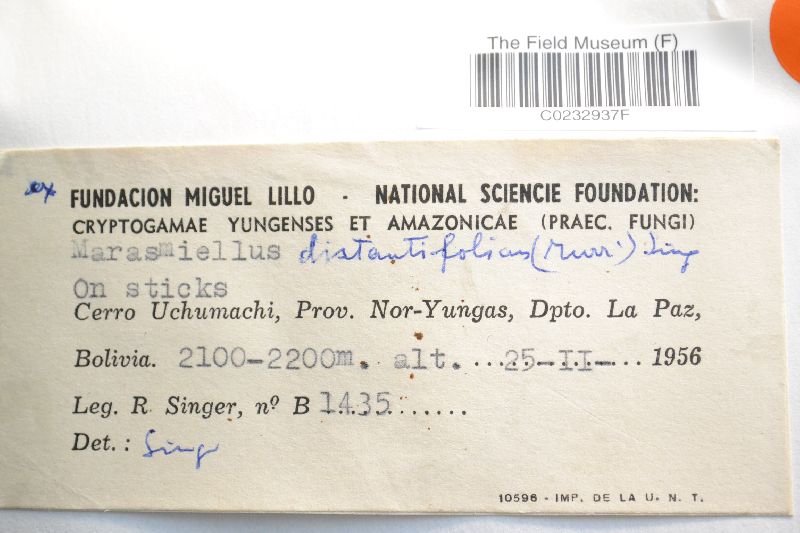 The Field Museum (F)
C0232937F
ex FUNDACION MIGUEL LILLO - NATIONAL SCIENCIE FOUNDATION:
CRYPTOGAMAE YUNGENSES ET AMAZONICAE (PRAEC. FUNGI)
Marasmiellus distantifolius (Murr.) Sing
On sticks
Cerro Uchumachi, Prov. Nor-Yungas, Dpto. La Paz,
Bolivia. 2100-2200m. alt. ...25-II-... 1956
Leg. R. Singer, nº B 1435.......
Det.: Sing
10596 - IMP. DE LA U. N. T.